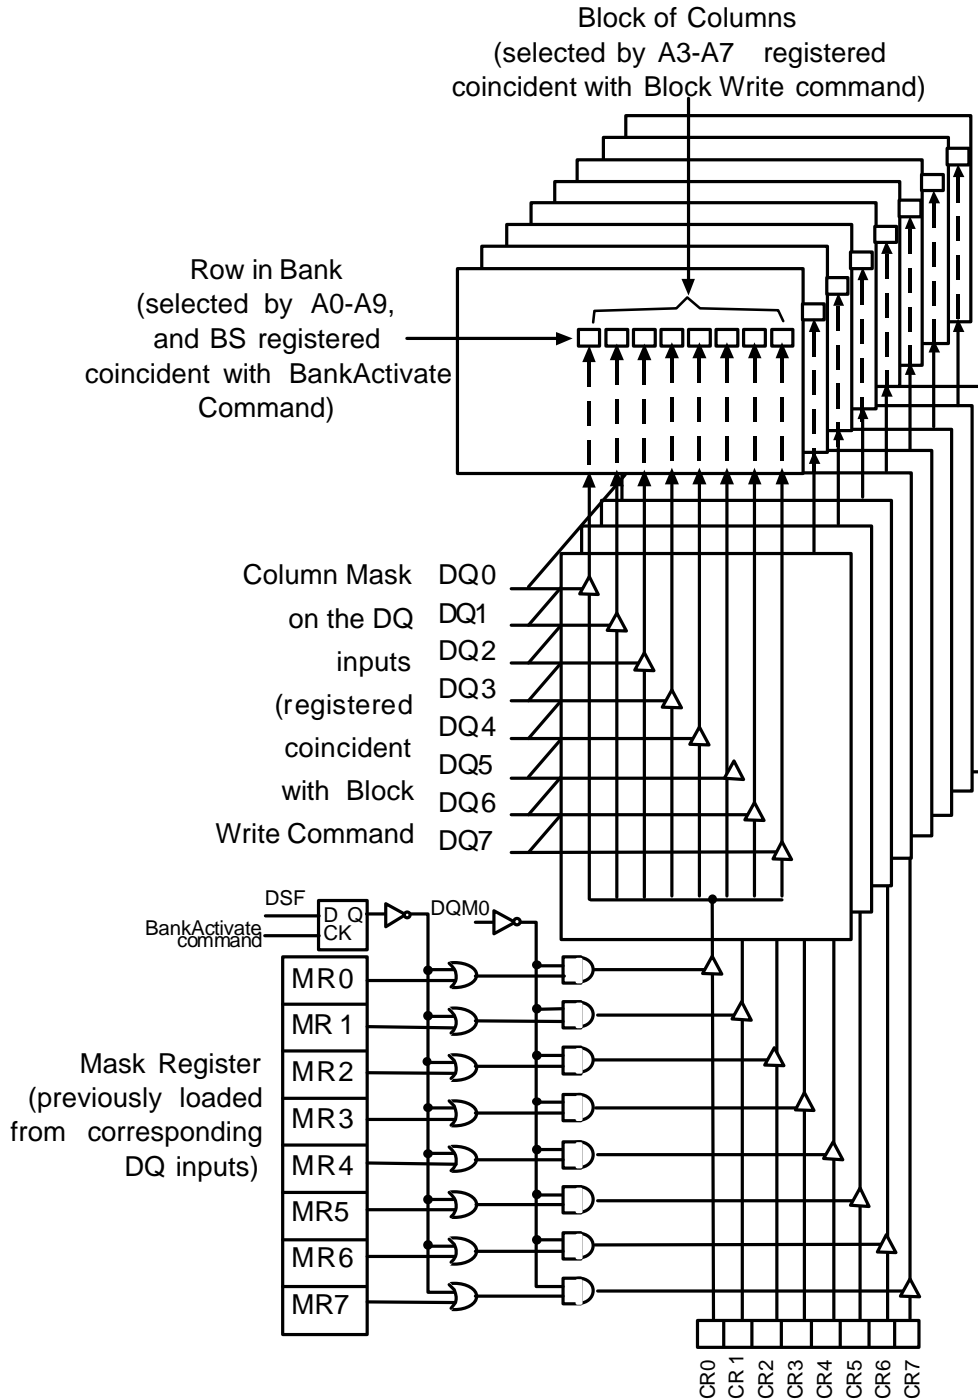 Block of Columns
(selected by A3-A7 registered
coincident with Block Write command)
Row in Bank
(selected by A0-A9,
and BS registered
coincident with BankActivate
Command)
Column Mask
on the DQ
inputs
(registered
coincident
with Block
Write Command
DQ0
DQ1
DQ2
DQ3
DQ4
DQ5
DQ6
DQ7
DSF
BankActivate
command
D Q
CK
DQM0
MR0
MR 1
MR2
MR3
MR4
MR5
MR6
MR7
Mask Register
(previously loaded
from corresponding
DQ inputs)
CR0
CR 1
CR2
CR3
CR4
CR5
CR6
CR7